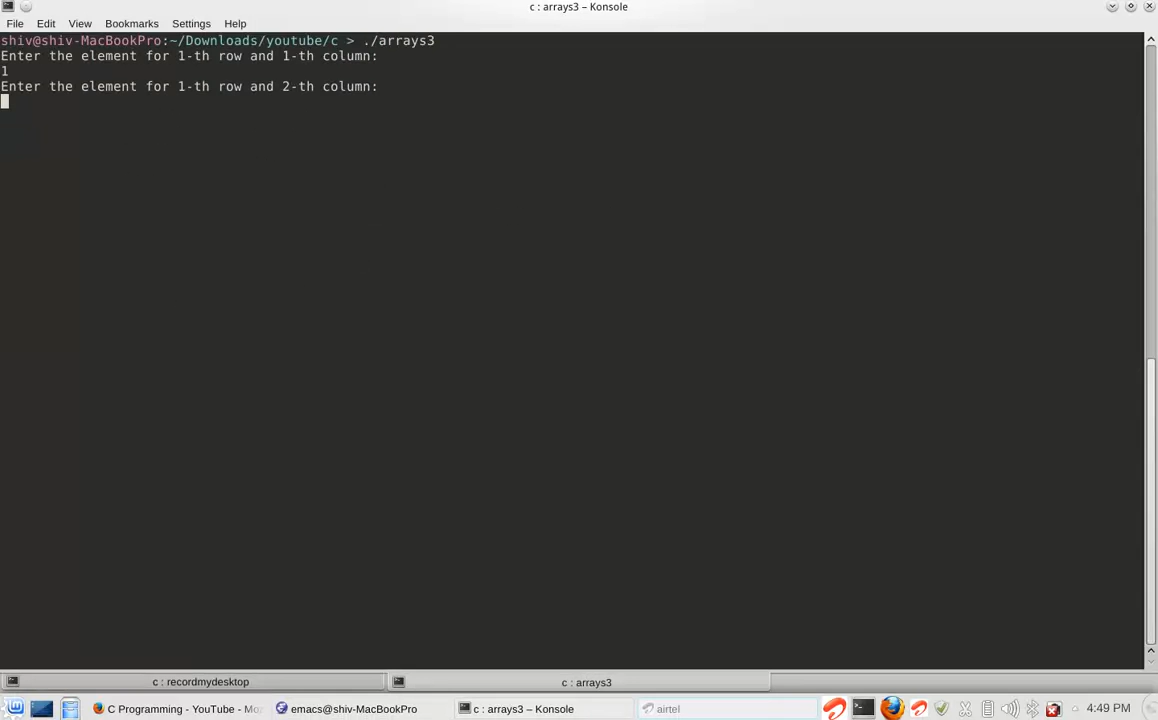 c : arrays3 – Konsole
File Edit View Bookmarks Settings Help
shiv@shiv-MacBookPro:~/Downloads/youtube/c > ./arrays3
Enter the element for 1-th row and 1-th column:
1
Enter the element for 1-th row and 2-th column:
c : recordmydesktop c : arrays3
C Programming - YouTube - Moz emacs@shiv-MacBookPro c : arrays3 – Konsole airtel 4:49 PM